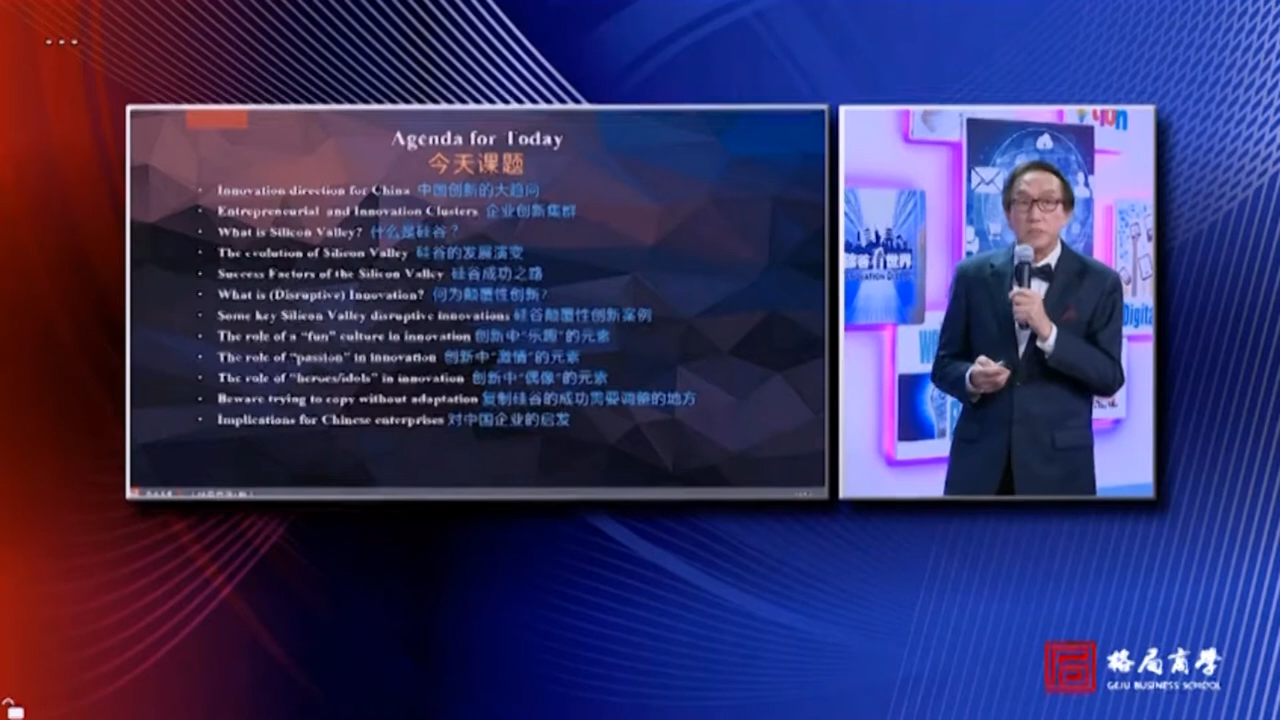 Agenda for Today
今天课题
• Innovation direction for China 中国创新的大趋向
• Entrepreneurial and Innovation Clusters 企业创新集群
• What is Silicon Valley? 什么是硅谷？
• The evolution of Silicon Valley 硅谷的发展演变
• Success Factors of the Silicon Valley 硅谷成功之路
• What is (Disruptive) Innovation? 何为颠覆性创新?
• Some key Silicon Valley disruptive innovations 硅谷颠覆性创新案例
• The role of a “fun” culture in innovation 创新中“乐趣”的元素
• The role of “passion” in innovation 创新中“激情”的元素
• The role of “heroes/idols” in innovation 创新中“偶像”的元素
• Beware trying to copy without adaptation 复制硅谷的成功需要调整的地方
• Implications for Chinese enterprises 对中国企业的启发
世界
Digita
格局商學
GEJU BUSINESS SCHOOL